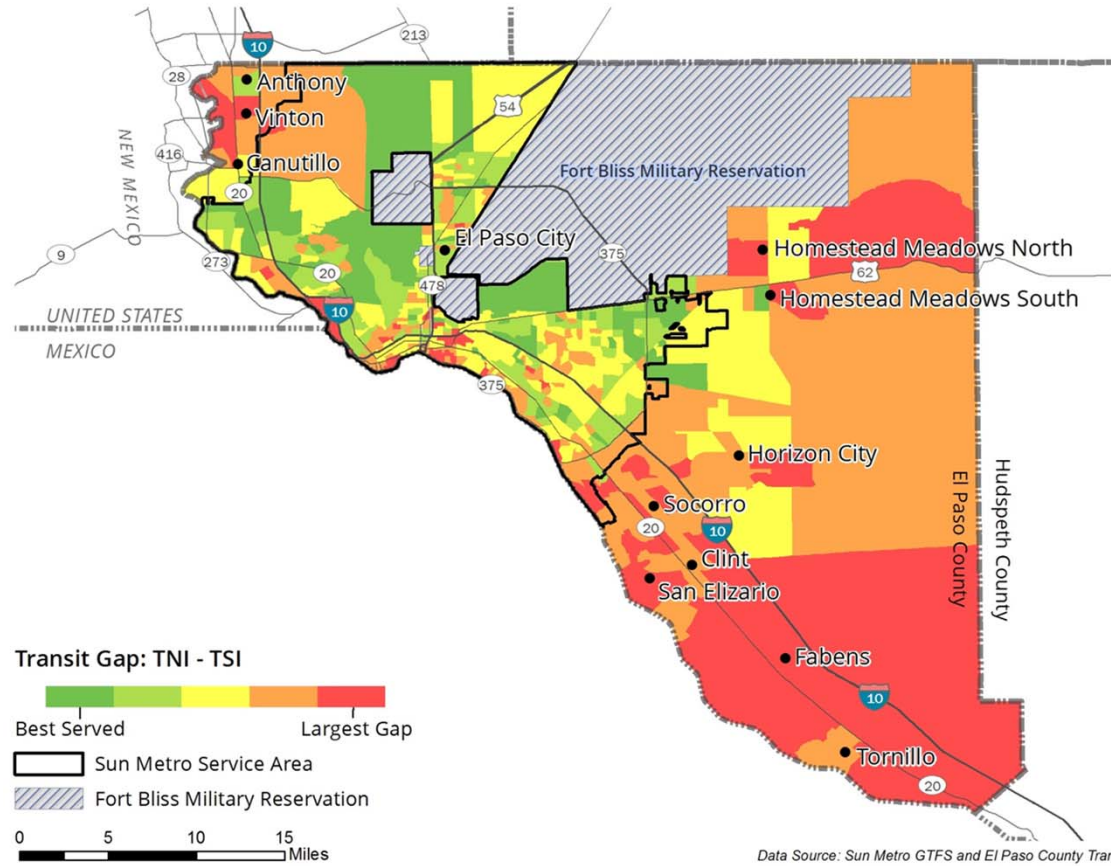 213
10
28
Anthony
54
Vinton
NEW MEXICO
416
Canutillo
Fort Bliss Military Reservation
20
El Paso City
375
Homestead Meadows North
9
273
20
62
478
Homestead Meadows South
10
UNITED STATES
MEXICO
375
Horizon City
El Paso County
Hudspeth County
Socorro
20
10
Clint
San Elizario
Transit Gap: TNI - TSI
Fabens
Best Served
Largest Gap
10
Sun Metro Service Area
Tornillo
Fort Bliss Military Reservation
20
0 5 10 15
Miles
Data Source: Sun Metro GTFS and El Paso County Tran